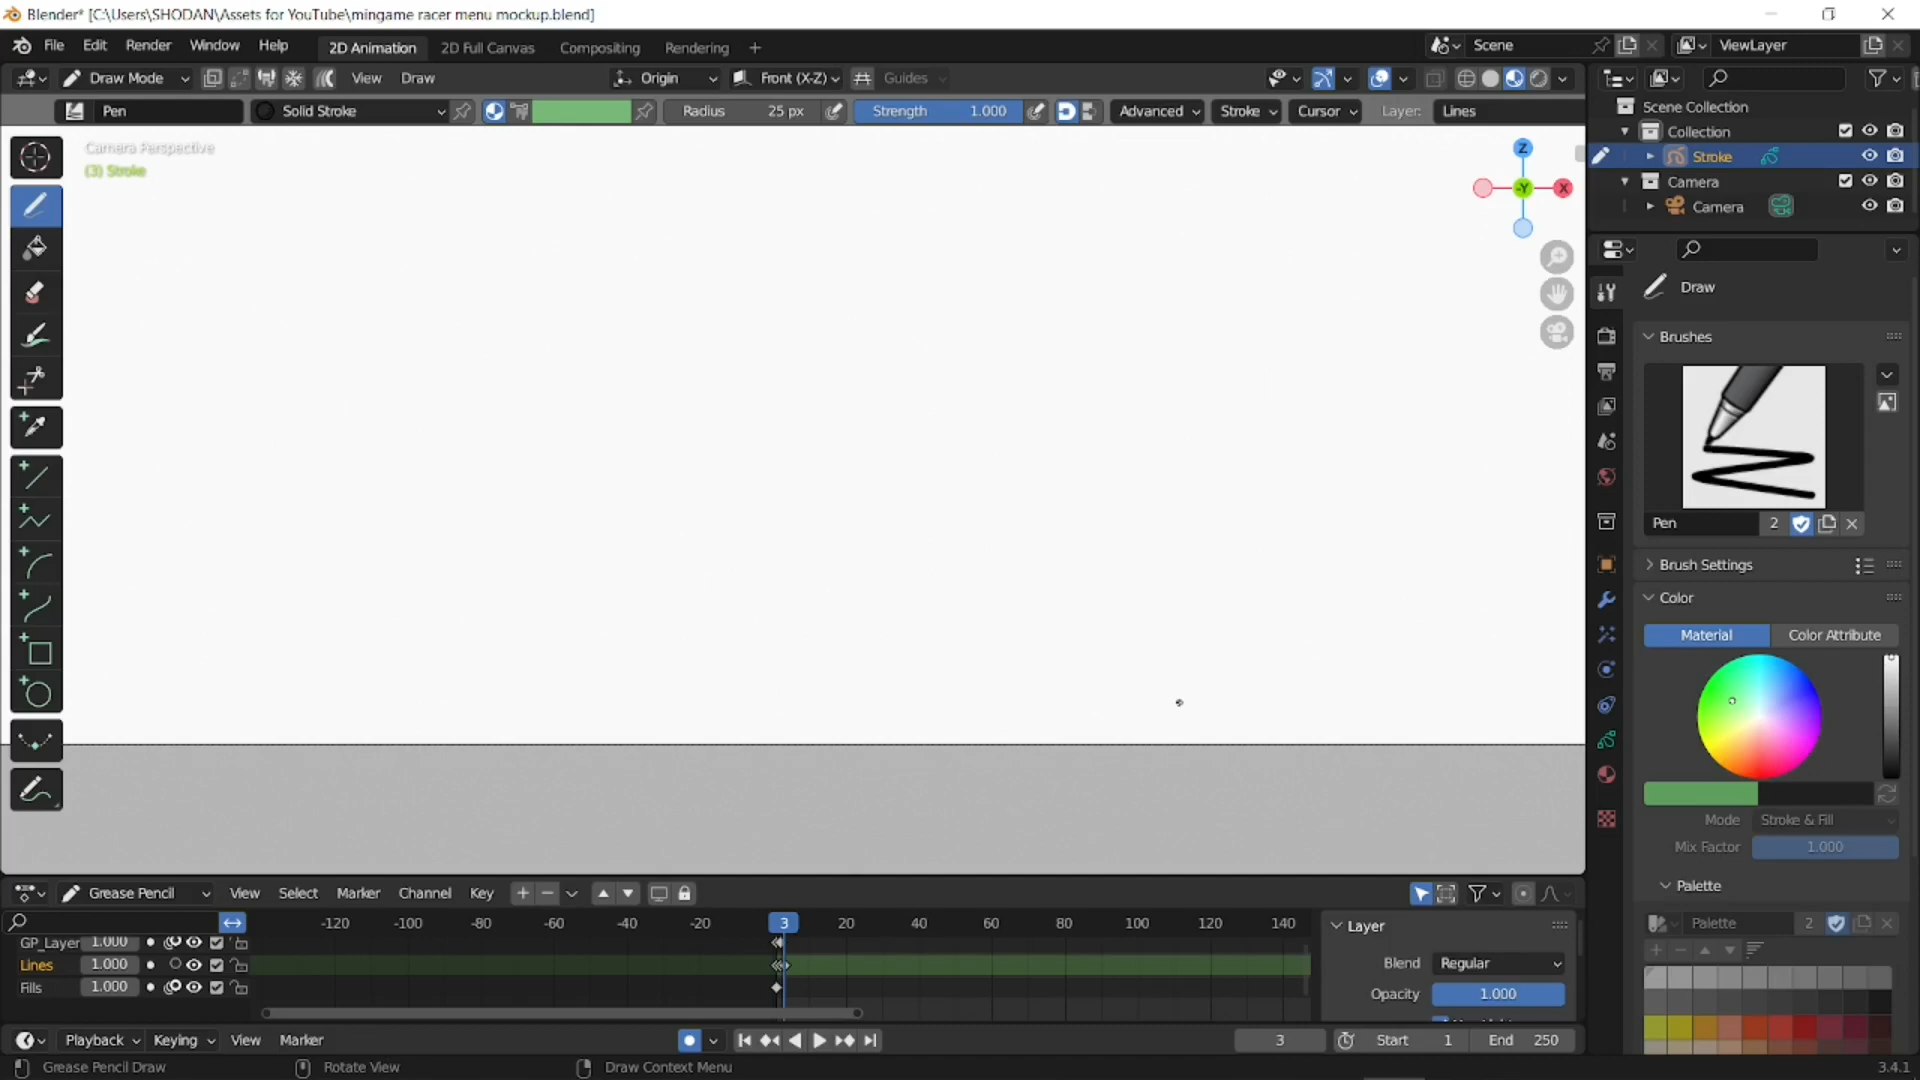 Blender* [C:\Users\SHODAN\Assets for YouTube\mingame racer menu mockup.blend]
File Edit Render Window Help 2D Animation 2D Full Canvas Compositing Rendering + Scene ViewLayer
Draw Mode View Draw Origin Front (X-Z) Guides
Pen Solid Stroke Radius 25 px Strength 1.000 Advanced Stroke Cursor Layer: Lines
Scene Collection
Collection
Stroke
Camera
Camera
Camera Perspective
(3) Stroke
Z
-Y X
Draw
Brushes
Pen 2
Brush Settings
Color
Material Color Attribute
Mode Stroke & Fill
Mix Factor 1.000
Palette
Palette 2
Grease Pencil View Select Marker Channel Key
-120 -100 -80 -60 -40 -20 3 20 40 60 80 100 120 140
GP_Layer 1.000
Lines 1.000
Fills 1.000
Layer
Blend Regular
Opacity 1.000
Playback Keying View Marker 3 Start 1 End 250
Grease Pencil Draw Rotate View Draw Context Menu 3.4.1